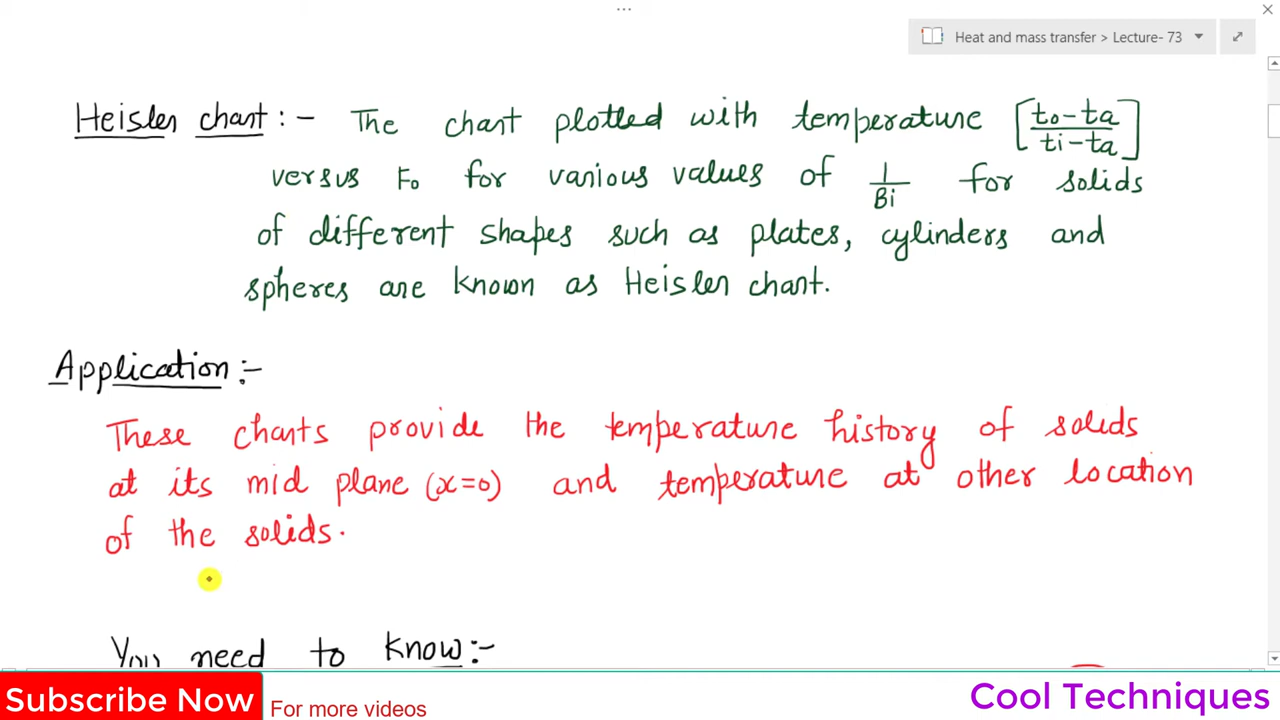 Heat and mass transfer > Lecture- 73
Heisler chart :- The chart plotted with temperature [to-ta/ti-ta]
versus Fo for various values of 1/Bi for solids
of different shapes such as plates, cylinders and
spheres are known as Heisler chart.
Application :-
These charts provide the temperature history of solids
at its mid plane (x=0) and temperature at other location
of the solids.
You need to know :-
Subscribe Now
For more videos
Cool Techniques